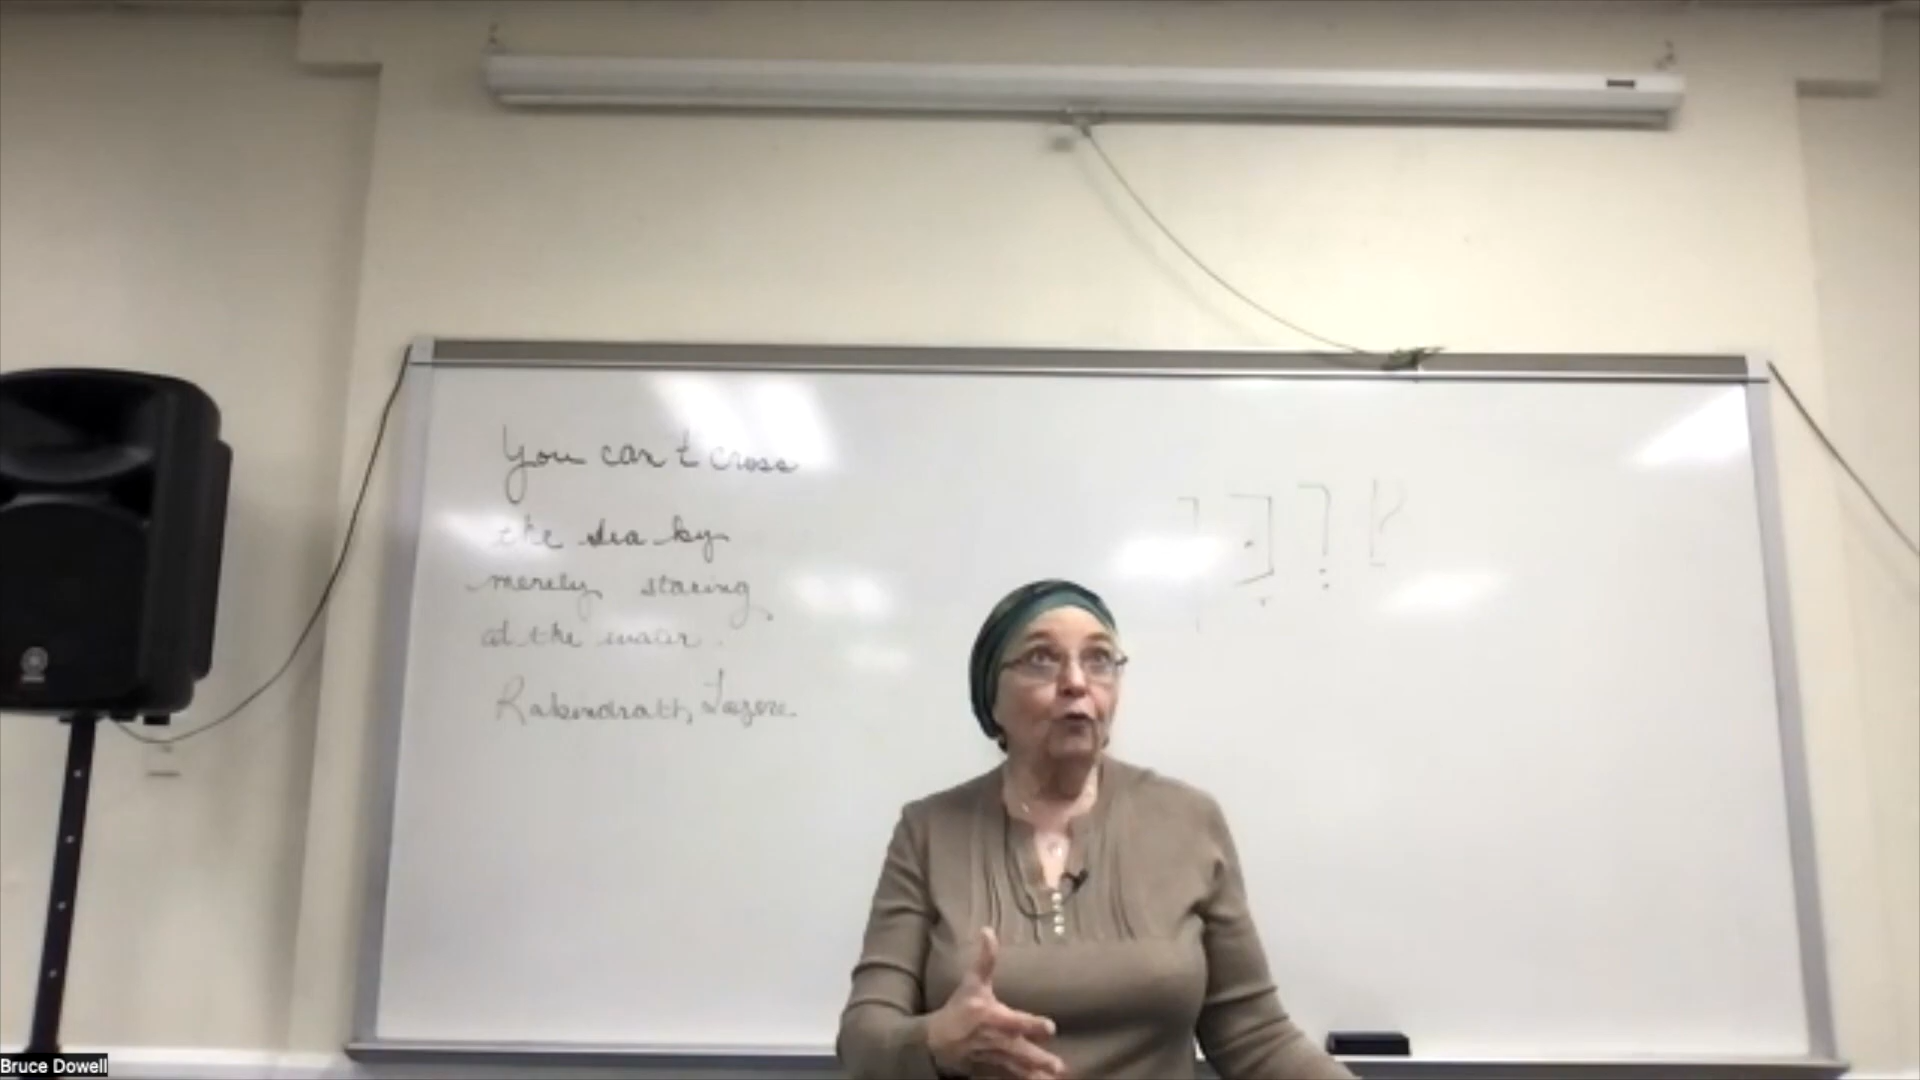 You can't cross
the sea by
merely staring
at the water.
Rabindrath Tagore
Bruce Dowell